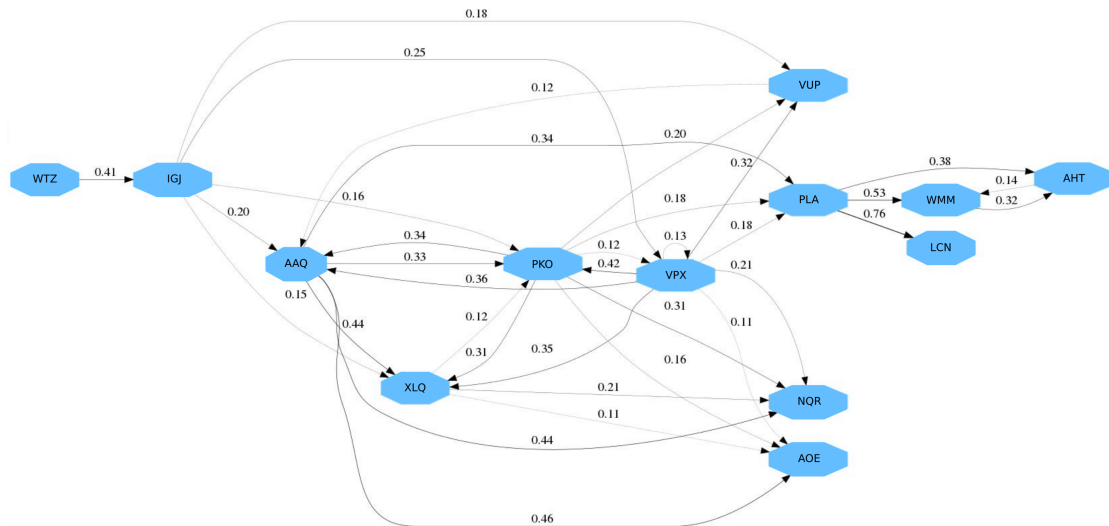 0.18
0.25
VUP
0.12
0.34
0.20
0.32
0.38
AHT
0.14
WTZ
0.41
IGJ
0.16
0.18
PLA
0.53
WMM
0.32
0.20
0.76
LCN
0.34
0.13
0.12
AAQ
0.33
PKO
0.42
VPX
0.21
0.36
0.15
0.44
0.12
0.31
0.31
0.11
0.35
0.16
XLQ
0.21
NQR
0.11
0.44
AOE
0.46
0.18